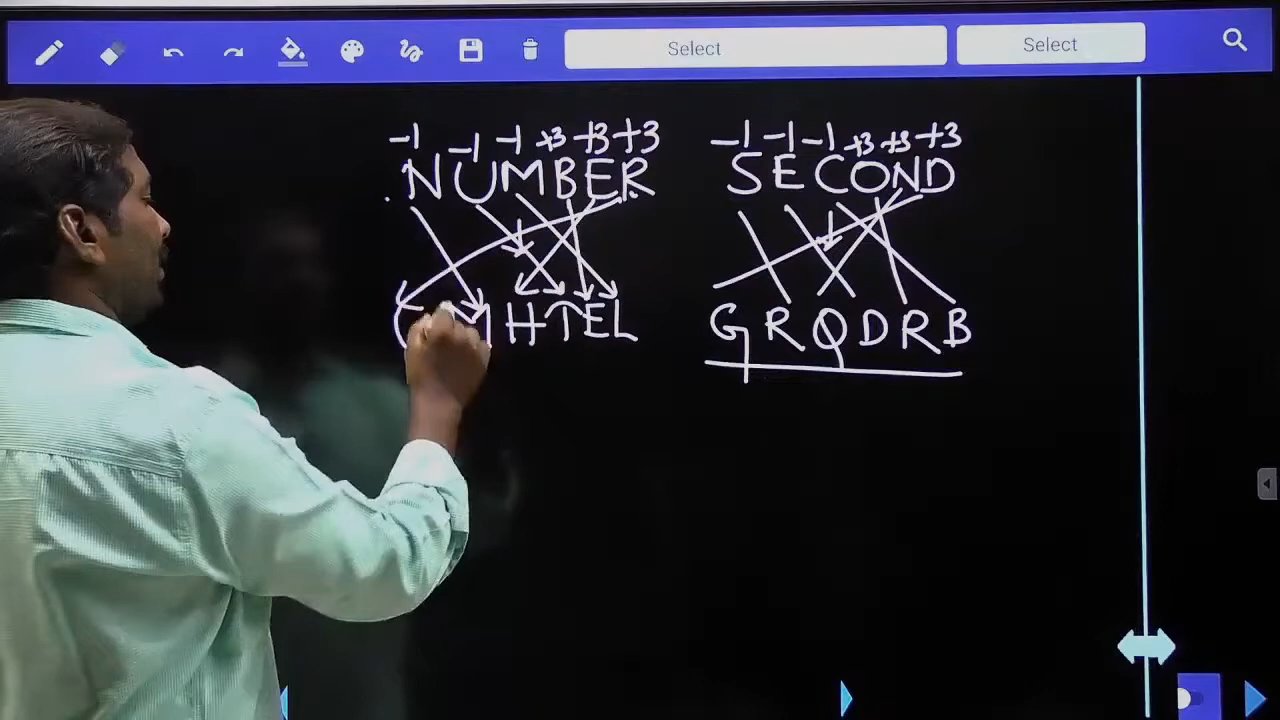 Select Select
-1 -1 -1 +3 +3 +3 -1 -1 -1 +3 +3 +3
NUMBER SECOND
HTEL GRQDRB